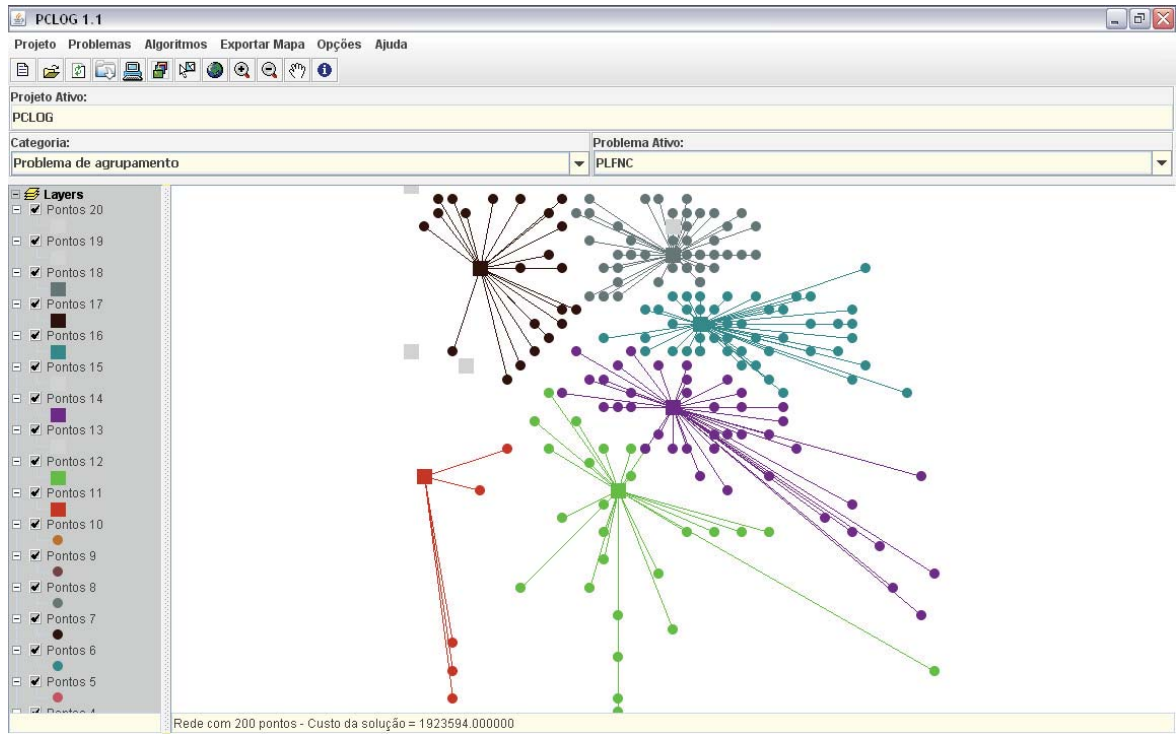 PCLOG 1.1
Projeto Problemas Algoritmos Exportar Mapa Opções Ajuda
Projeto Ativo:
PCLOG
Categoria:
Problema Ativo:
Problema de agrupamento
PLFNC
Layers
Pontos 20
Pontos 19
Pontos 18
Pontos 17
Pontos 16
Pontos 15
Pontos 14
Pontos 13
Pontos 12
Pontos 11
Pontos 10
Pontos 9
Pontos 8
Pontos 7
Pontos 6
Pontos 5
Pontos 4
Rede com 200 pontos - Custo da solução = 1923594.000000